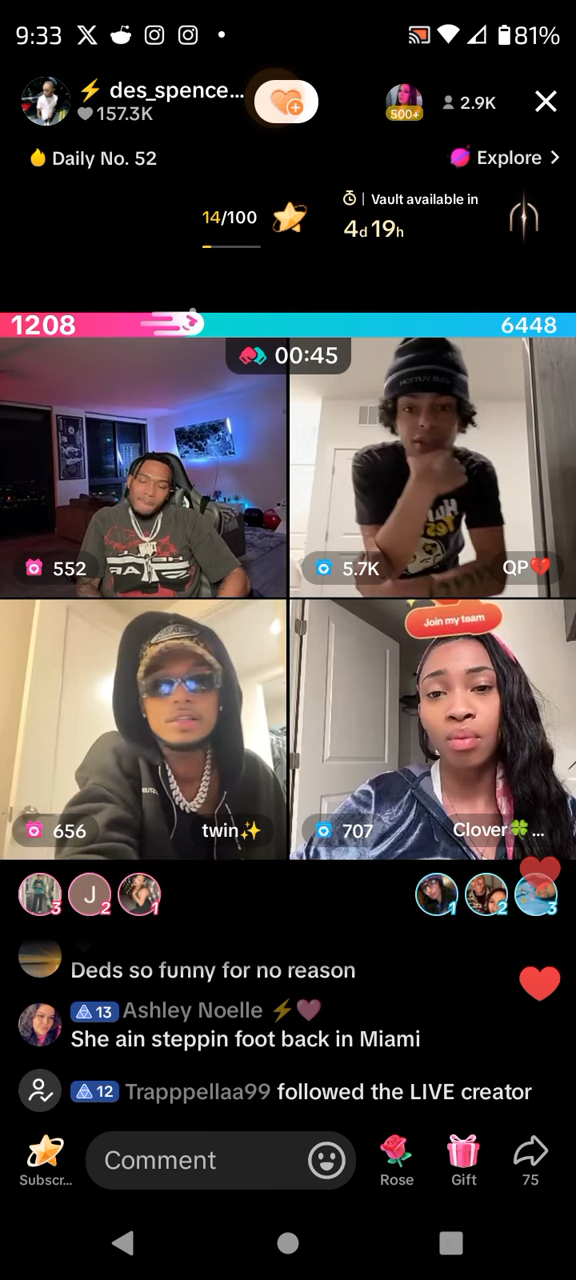 9:33
81%
⚡ des_spence...
157.3K
500+
2.9K
Daily No. 52
Explore >
14/100
Vault available in
4d 19h
1208
6448
00:45
552
5.7K
QP💔
Join my team
656
twin✨
707
Clover🍀 ...
3
J
2
1
1
2
3
Deds so funny for no reason
13 Ashley Noelle ⚡💜
She ain steppin foot back in Miami
12 Trapppellaa99 followed the LIVE creator
Comment
Subscr...
Rose
Gift
75